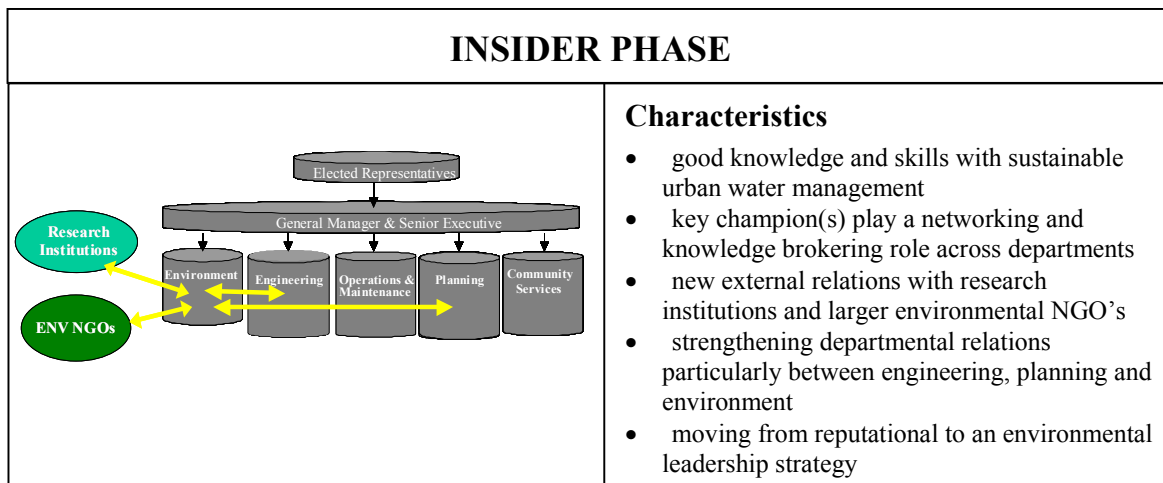 INSIDER PHASE
Elected Representatives
General Manager & Senior Executive
Research
Institutions
ENV NGOs
Environment
Engineering
Operations &
Maintenance
Planning
Community
Services
Characteristics
• good knowledge and skills with sustainable
urban water management
• key champion(s) play a networking and
knowledge brokering role across departments
• new external relations with research
institutions and larger environmental NGO’s
• strengthening departmental relations
particularly between engineering, planning and
environment
• moving from reputational to an environmental
leadership strategy